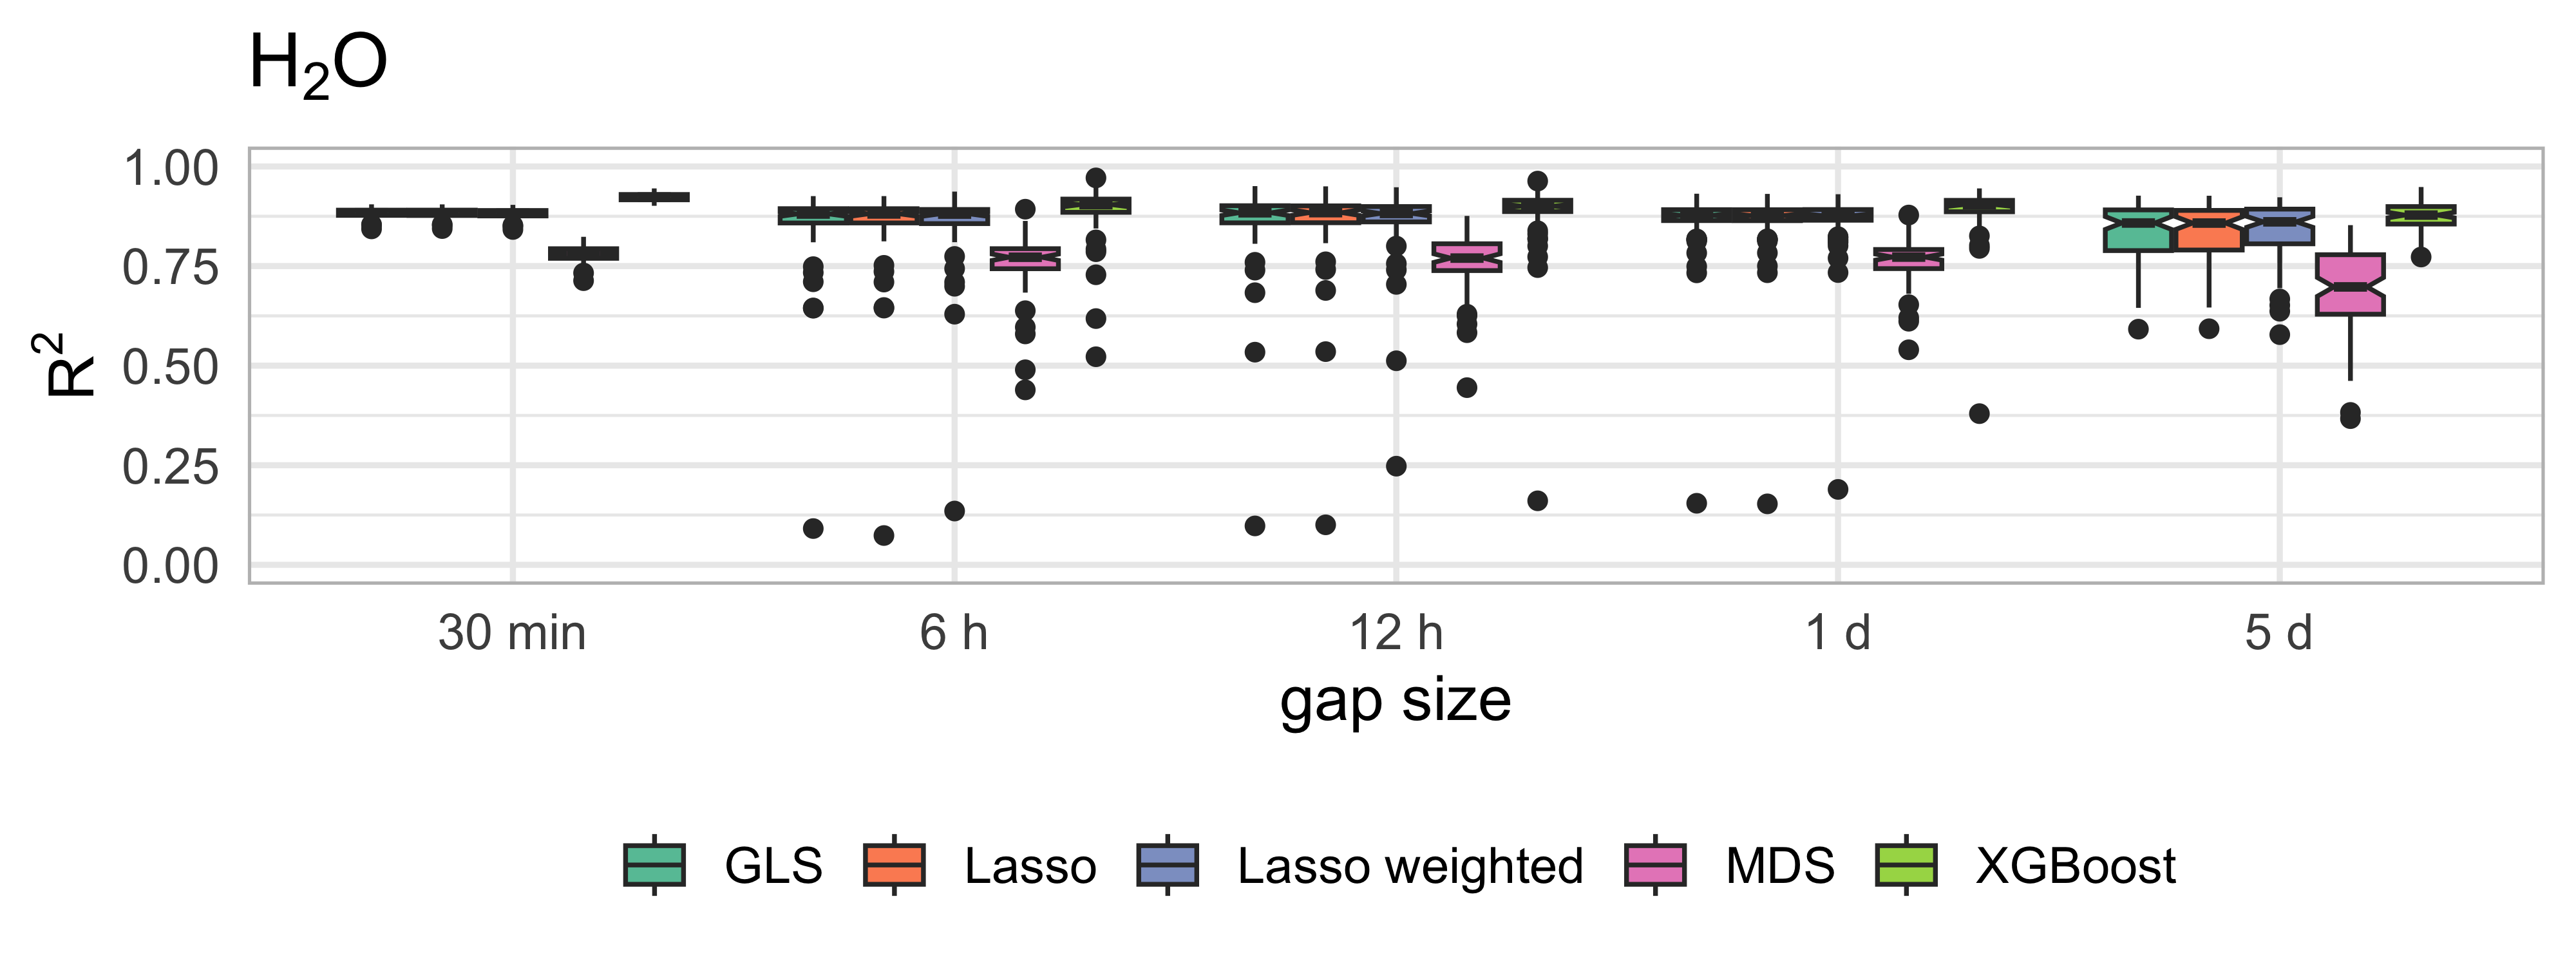 H₂O
1.00
0.75
0.50
0.25
0.00
R²
30 min 6 h 12 h 1 d 5 d
gap size
GLS Lasso Lasso weighted MDS XGBoost